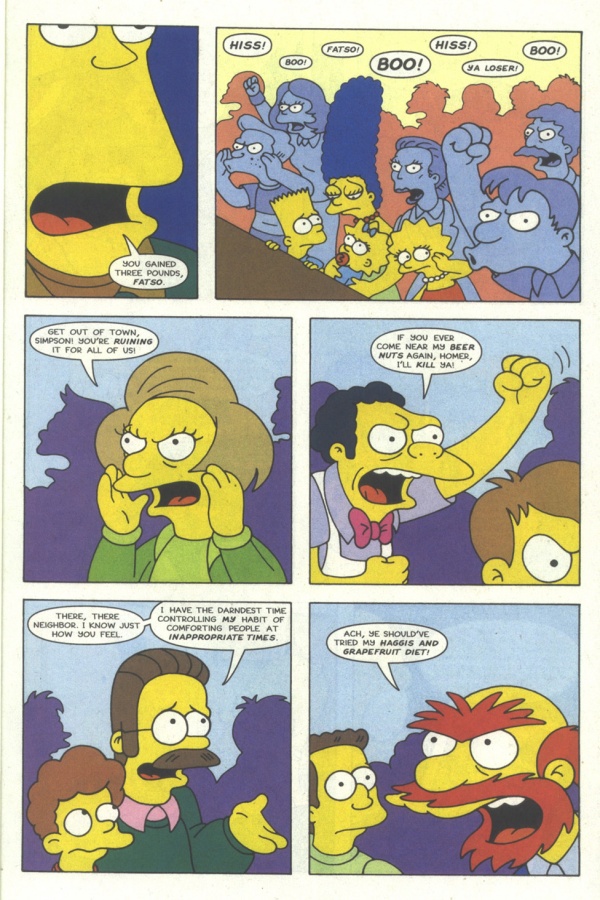 YOU GAINED
THREE POUNDS,
FATSO.
HISS!
BOO!
FATSO!
BOO!
HISS!
YA LOSER!
BOO!
GET OUT OF TOWN,
SIMPSON! YOU'RE RUINING
IT FOR ALL OF US!
IF YOU EVER
COME NEAR MY BEER
NUTS AGAIN, HOMER,
I'LL KILL YA!
THERE, THERE
NEIGHBOR. I KNOW JUST
HOW YOU FEEL.
I HAVE THE DARNDEST TIME
CONTROLLING MY HABIT OF
COMFORTING PEOPLE AT
INAPPROPRIATE TIMES.
ACH, YE SHOULD'VE
TRIED MY HAGGIS AND
GRAPEFRUIT DIET!